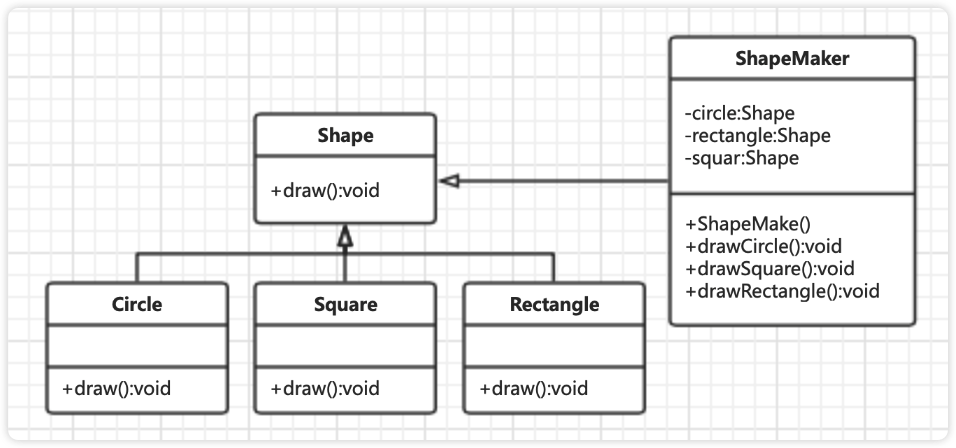 ShapeMaker
-circle:Shape
-rectangle:Shape
-squar:Shape
+ShapeMake()
+drawCircle():void
+drawSquare():void
+drawRectangle():void
Shape
+draw():void
Circle
+draw():void
Square
+draw():void
Rectangle
+draw():void